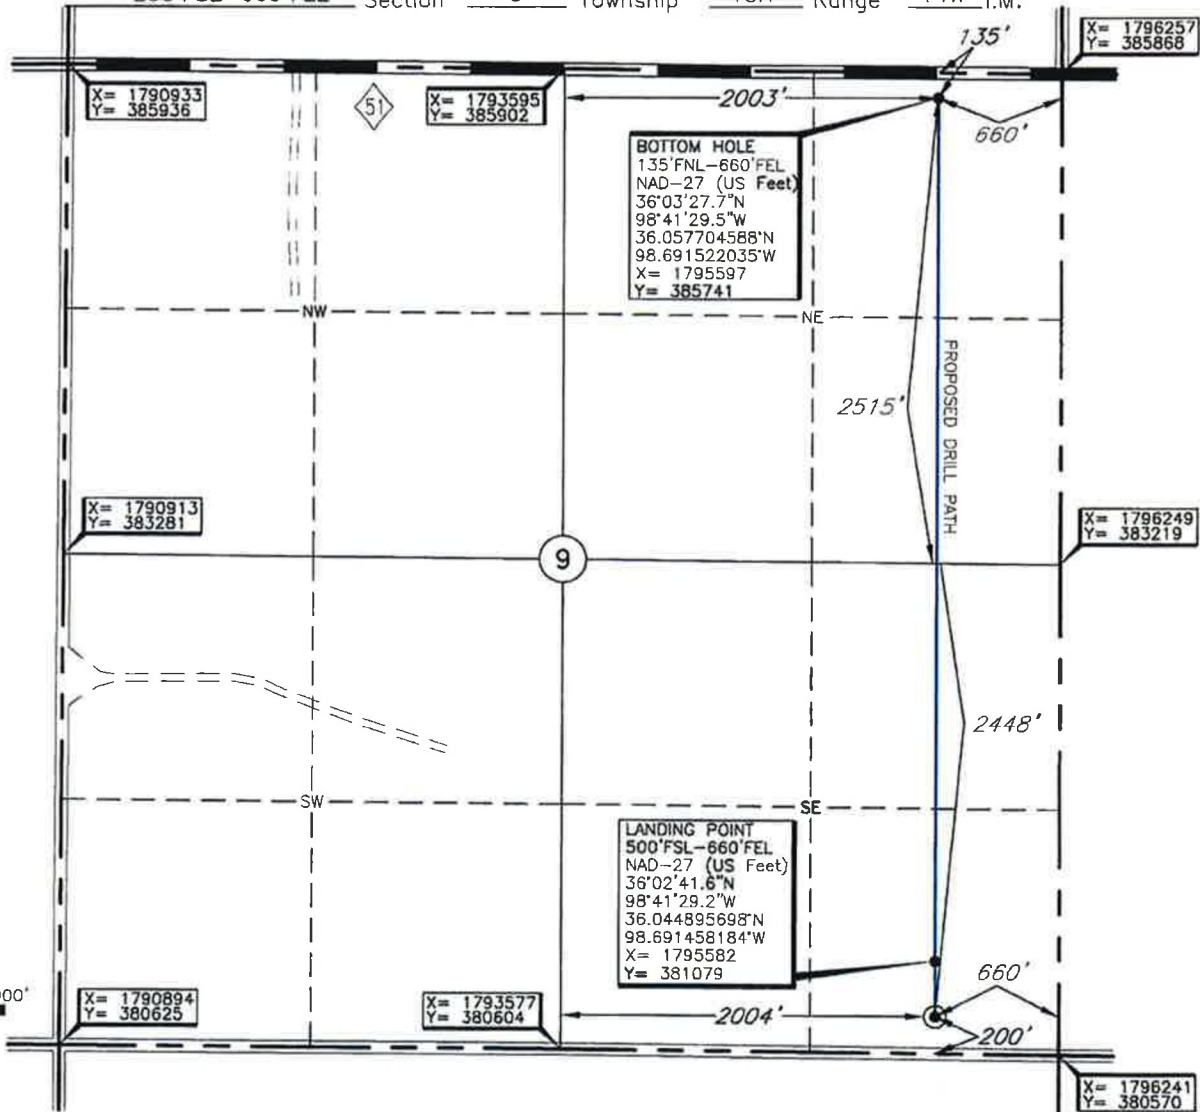 Section
Township
Range
I.M.
135'
X= 1796257
Y= 385868
X= 1790933
Y= 385936
51
X= 1793595
Y= 385902
2003'
660'
BOTTOM HOLE
135'FNL-660'FEL
NAD-27 (US Feet)
36°03'27.7"N
98°41'29.5"W
36.057704588°N
98.691522035°W
X= 1795597
Y= 385741
NW
NE
PROPOSED DRILL PATH
2515'
X= 1790913
Y= 383281
X= 1796249
Y= 383219
9
2448'
SW
SE
LANDING POINT
500'FSL-660'FEL
NAD-27 (US Feet)
36°02'41.6"N
98°41'29.2"W
36.044895698°N
98.691458184°W
X= 1795582
Y= 381079
660'
X= 1790894
Y= 380625
X= 1793577
Y= 380604
2004'
200'
X= 1796241
Y= 380570